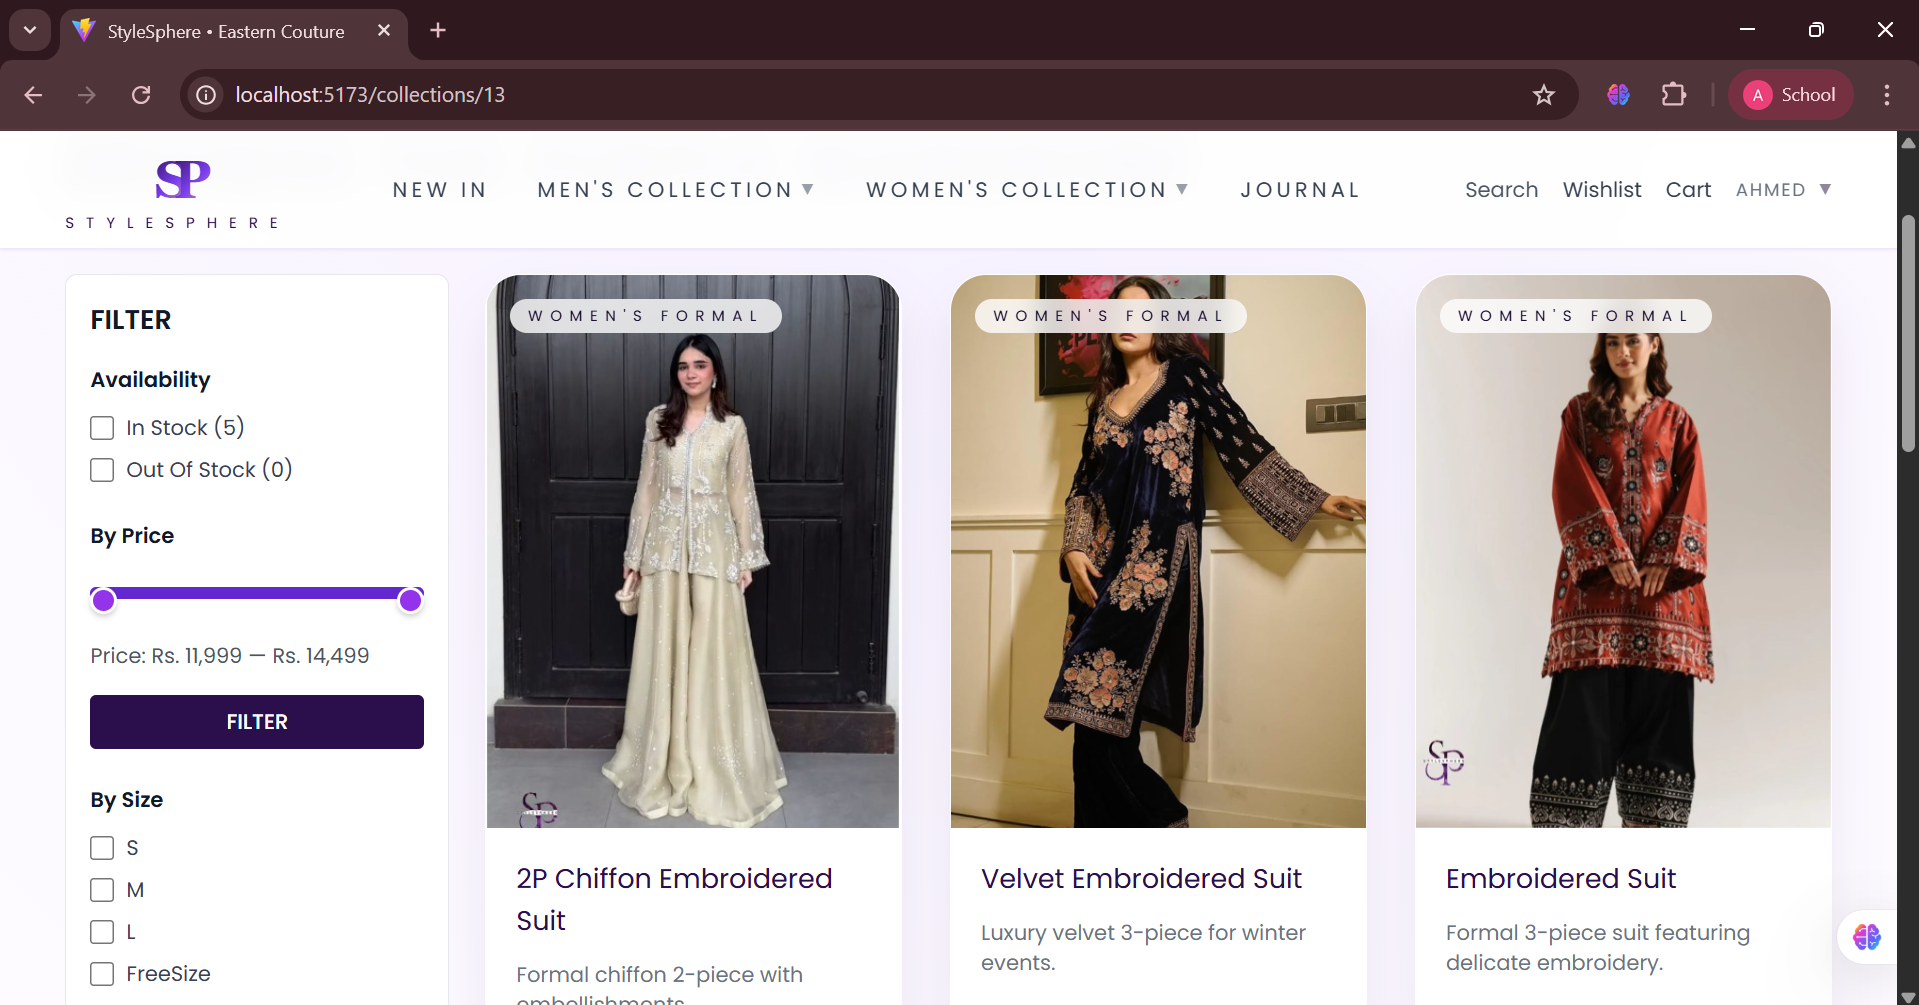 StyleSphere • Eastern Couture
localhost:5173/collections/13
A School
SP
STYLESPHERE
NEW IN
MEN'S COLLECTION ▼
WOMEN'S COLLECTION ▼
JOURNAL
Search
Wishlist
Cart
AHMED ▼
FILTER
Availability
In Stock (5)
Out Of Stock (0)
By Price
Price: Rs. 11,999 — Rs. 14,499
FILTER
By Size
S
M
L
FreeSize
WOMEN'S FORMAL
SP
2P Chiffon Embroidered
Suit
Formal chiffon 2-piece with
embellishments.
WOMEN'S FORMAL
Velvet Embroidered Suit
Luxury velvet 3-piece for winter
events.
WOMEN'S FORMAL
SP
Embroidered Suit
Formal 3-piece suit featuring
delicate embroidery.